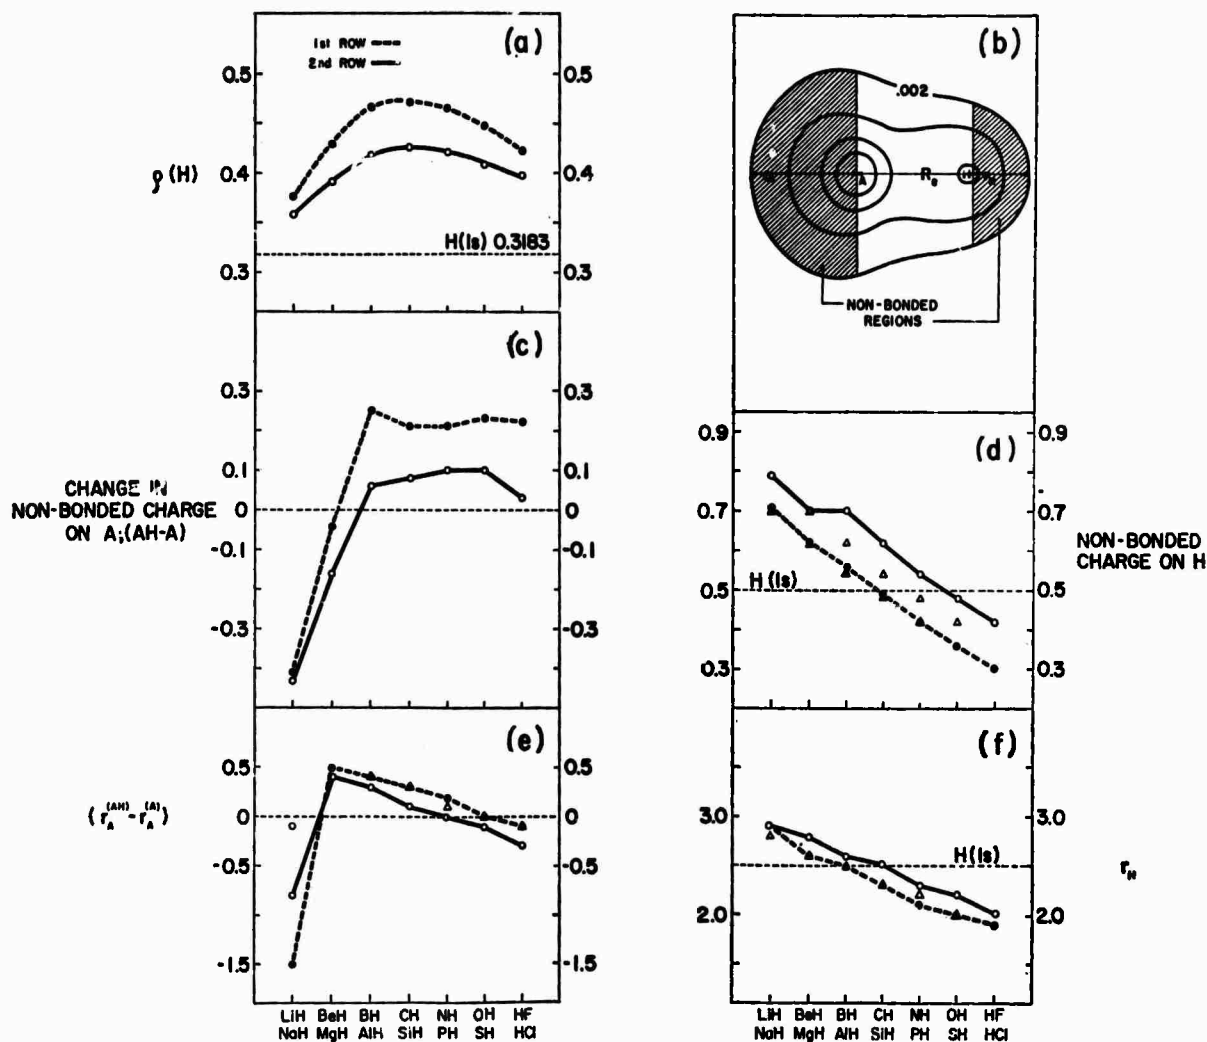 (a)
1st ROW
2nd ROW
0.5
0.4
0.3
ρ(H)
H(1s) 0.3183
0.5
0.4
0.3
(b)
.002
A
Re
H
NON-BONDED
REGIONS
(c)
0.3
0.1
0
-0.1
-0.3
CHANGE IN
NON-BONDED CHARGE
ON A;(AH-A)
0.3
0.1
0
-0.1
-0.3
(d)
0.9
0.7
0.5
0.3
H(1s)
0.9
0.7
0.5
0.3
NON-BONDED
CHARGE ON H
(e)
0.5
0
-0.5
-1.5
(r_A^(AH) - r_A^(A))
0.5
0
-0.5
-1.5
LiH BeH BH CH NH OH HF
NaH MgH AlH SiH PH SH HCl
(f)
3.0
2.0
H(1s)
3.0
2.0
r_H
LiH BeH BH CH NH OH HF
NaH MgH AlH SiH PH SH HCl